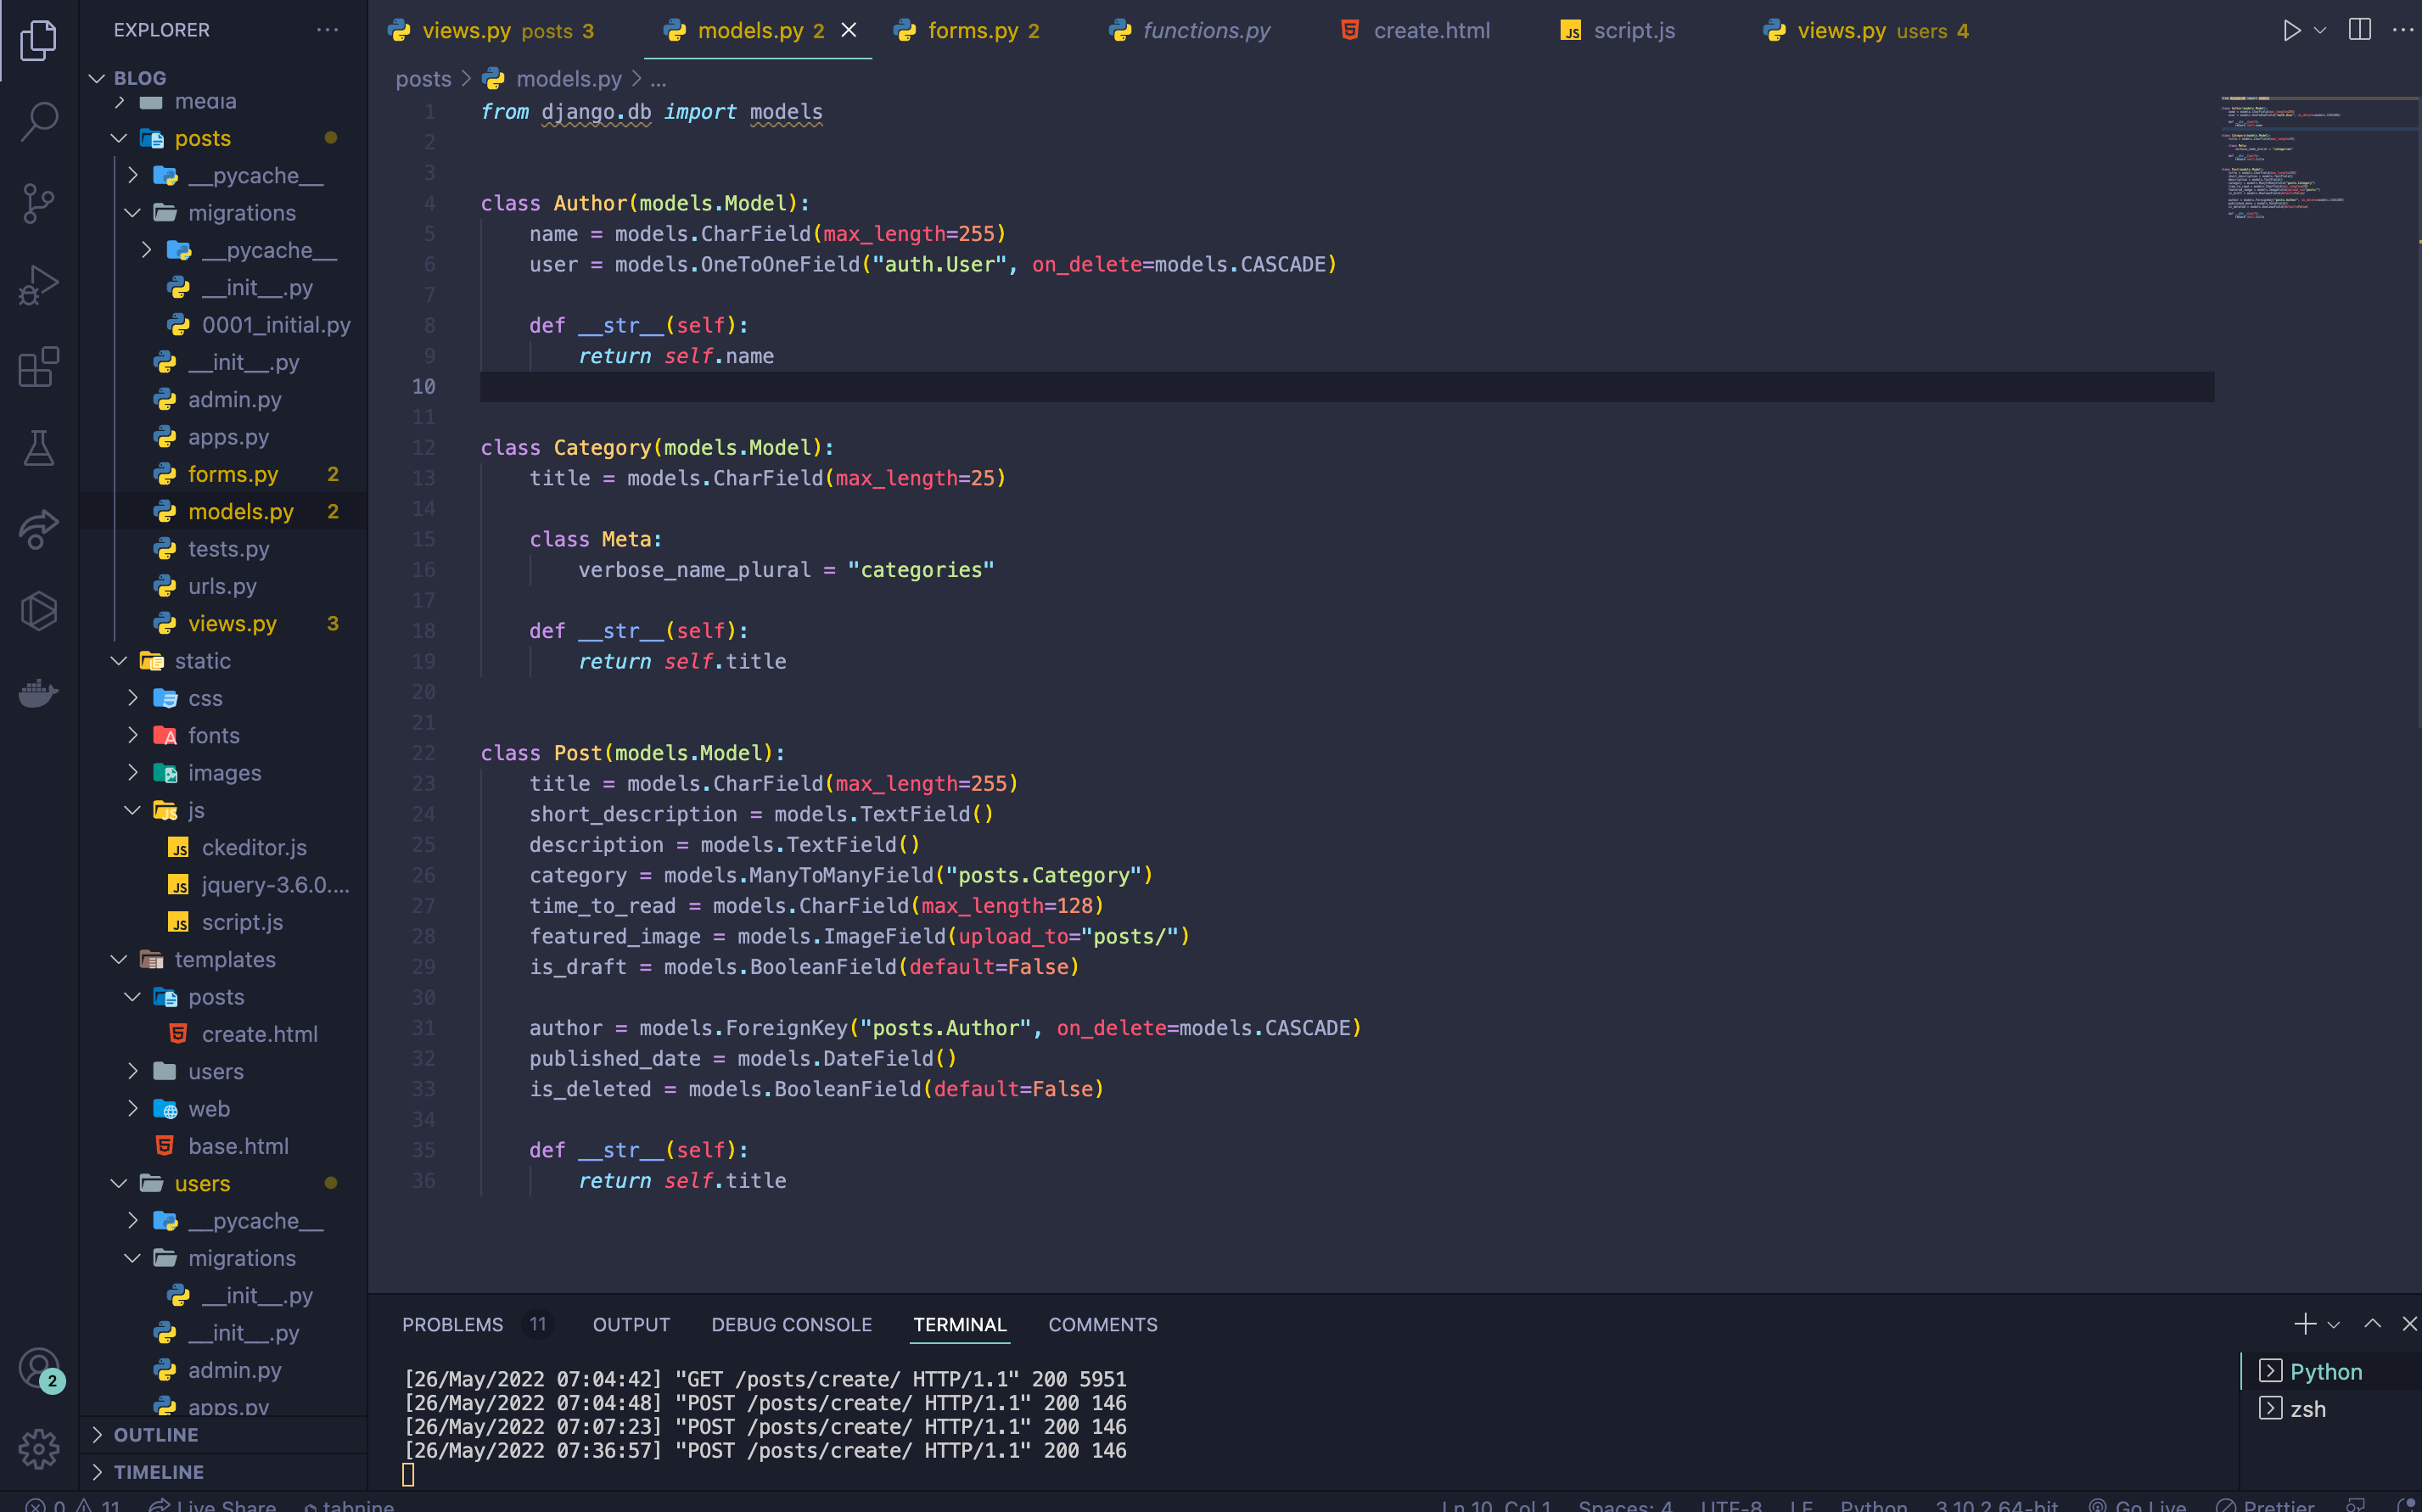 EXPLORER
BLOG
media
posts
__pycache__
migrations
__pycache__
__init__.py
0001_initial.py
__init__.py
admin.py
apps.py
forms.py 2
models.py 2
tests.py
urls.py
views.py 3
static
css
fonts
images
js
ckeditor.js
jquery-3.6.0....
script.js
templates
posts
create.html
users
web
base.html
users
__pycache__
migrations
__init__.py
__init__.py
admin.py
apps.py
OUTLINE
TIMELINE
2
views.py posts 3 models.py 2 forms.py 2 functions.py create.html script.js views.py users 4
posts > models.py > ...
1 from django.db import models
2
3
4 class Author(models.Model):
5 name = models.CharField(max_length=255)
6 user = models.OneToOneField("auth.User", on_delete=models.CASCADE)
7
8 def __str__(self):
9 return self.name
10
11
12 class Category(models.Model):
13 title = models.CharField(max_length=25)
14
15 class Meta:
16 verbose_name_plural = "categories"
17
18 def __str__(self):
19 return self.title
20
21
22 class Post(models.Model):
23 title = models.CharField(max_length=255)
24 short_description = models.TextField()
25 description = models.TextField()
26 category = models.ManyToManyField("posts.Category")
27 time_to_read = models.CharField(max_length=128)
28 featured_image = models.ImageField(upload_to="posts/")
29 is_draft = models.BooleanField(default=False)
30
31 author = models.ForeignKey("posts.Author", on_delete=models.CASCADE)
32 published_date = models.DateField()
33 is_deleted = models.BooleanField(default=False)
34
35 def __str__(self):
36 return self.title
PROBLEMS 11 OUTPUT DEBUG CONSOLE TERMINAL COMMENTS
[26/May/2022 07:04:42] "GET /posts/create/ HTTP/1.1" 200 5951
[26/May/2022 07:04:48] "POST /posts/create/ HTTP/1.1" 200 146
[26/May/2022 07:07:23] "POST /posts/create/ HTTP/1.1" 200 146
[26/May/2022 07:36:57] "POST /posts/create/ HTTP/1.1" 200 146
Python
zsh
0 11 Live Share tabnine Ln 10, Col 1 Spaces: 4 UTF-8 LF Python 3.10.2 64-bit Go Live Prettier